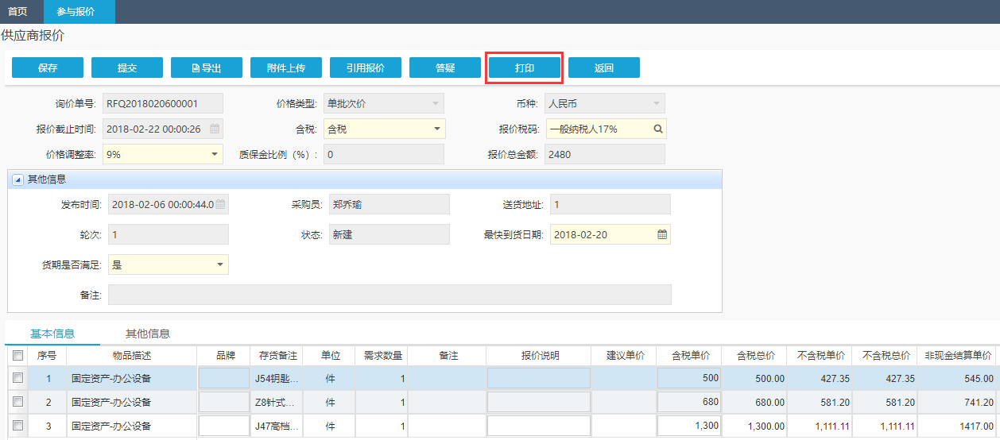 首页 参与报价
供应商报价
保存 提交 导出 附件上传 引用报价 答疑 打印 返回
询价单号: RFQ2018020600001 价格类型: 单批次价 币种: 人民币
报价截止时间: 2018-02-22 00:00:26 含税: 含税 报价税码: 一般纳税人17%
价格调整率: 9% 质保金比例（%）: 0 报价总金额: 2480
其他信息
发布时间: 2018-02-06 00:00:44.0 采购员: 郑乔瑜 送货地址: 1
轮次: 1 状态: 新建 最快到货日期: 2018-02-20
货期是否满足: 是
备注:
基本信息 其他信息
序号 物品描述 品牌 存货备注 单位 需求数量 备注 报价说明 建议单价 含税单价 含税总价 不含税单价 不含税总价 非现金结算单价
1 固定资产-办公设备 J54钥匙... 件 1 500 500.00 427.35 427.35 545.00
2 固定资产-办公设备 Z8针式... 件 1 680 680.00 581.20 581.20 741.20
3 固定资产-办公设备 J47高档... 件 1 1,300 1,300.00 1,111.11 1,111.11 1417.00